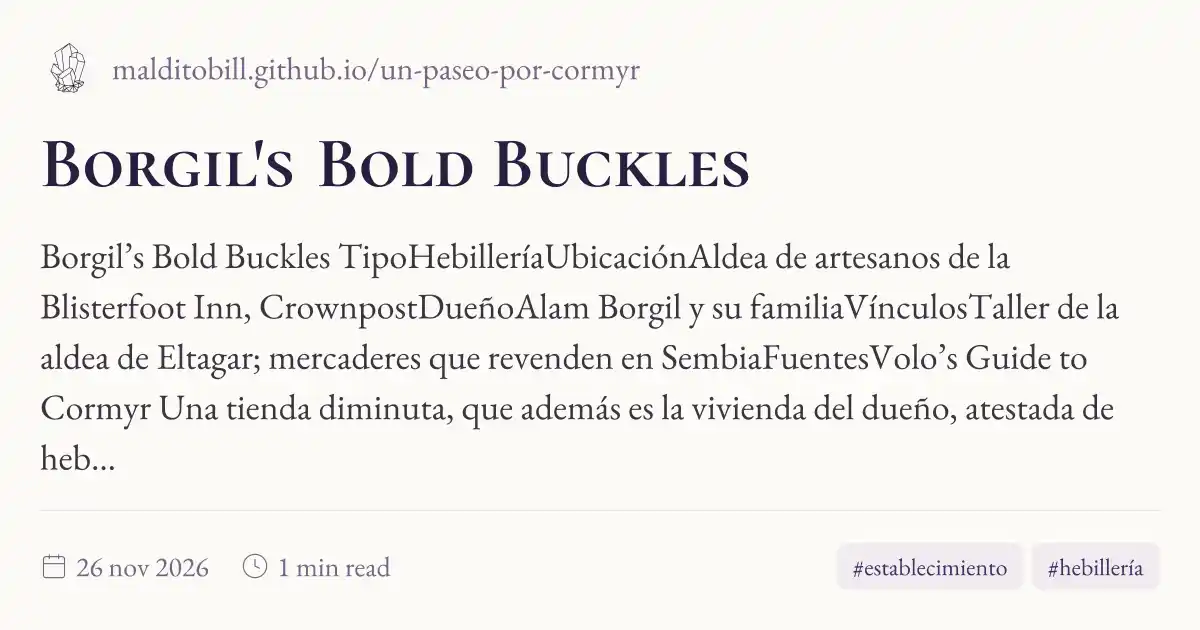 malditobill.github.io/un-paseo-por-cormyr
Borgil's Bold Buckles
Borgil’s Bold Buckles TipoHebilleríaUbicaciónAldea de artesanos de la
Blisterfoot Inn, CrownpostDueñoAlam Borgil y su familiaVínculosTaller de la
aldea de Eltagar; mercaderes que revenden en SembiaFuentesVolo’s Guide to
Cormyr Una tienda diminuta, que además es la vivienda del dueño, atestada de
heb...
26 nov 2026
1 min read
#establecimiento
#hebillería